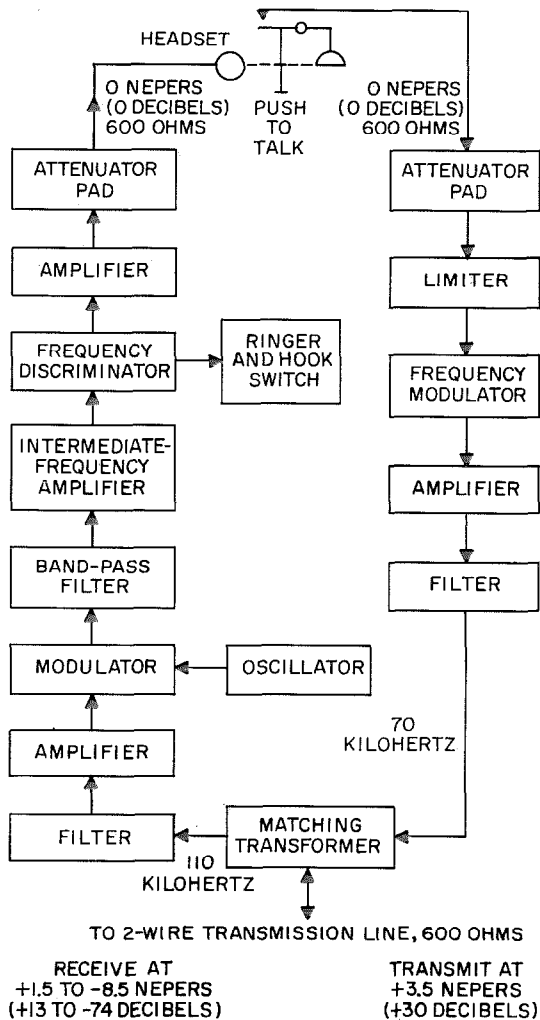 HEADSET
0 NEPERS
(0 DECIBELS)
600 OHMS
PUSH
TO
TALK
0 NEPERS
(0 DECIBELS)
600 OHMS
ATTENUATOR
PAD
AMPLIFIER
FREQUENCY
DISCRIMINATOR
RINGER
AND HOOK
SWITCH
INTERMEDIATE-
FREQUENCY
AMPLIFIER
BAND-PASS
FILTER
MODULATOR
OSCILLATOR
AMPLIFIER
FILTER
110
KILOHERTZ
MATCHING
TRANSFORMER
ATTENUATOR
PAD
LIMITER
FREQUENCY
MODULATOR
AMPLIFIER
FILTER
70
KILOHERTZ
TO 2-WIRE TRANSMISSION LINE, 600 OHMS
RECEIVE AT
+1.5 TO -8.5 NEPERS
(+13 TO -74 DECIBELS)
TRANSMIT AT
+3.5 NEPERS
(+30 DECIBELS)